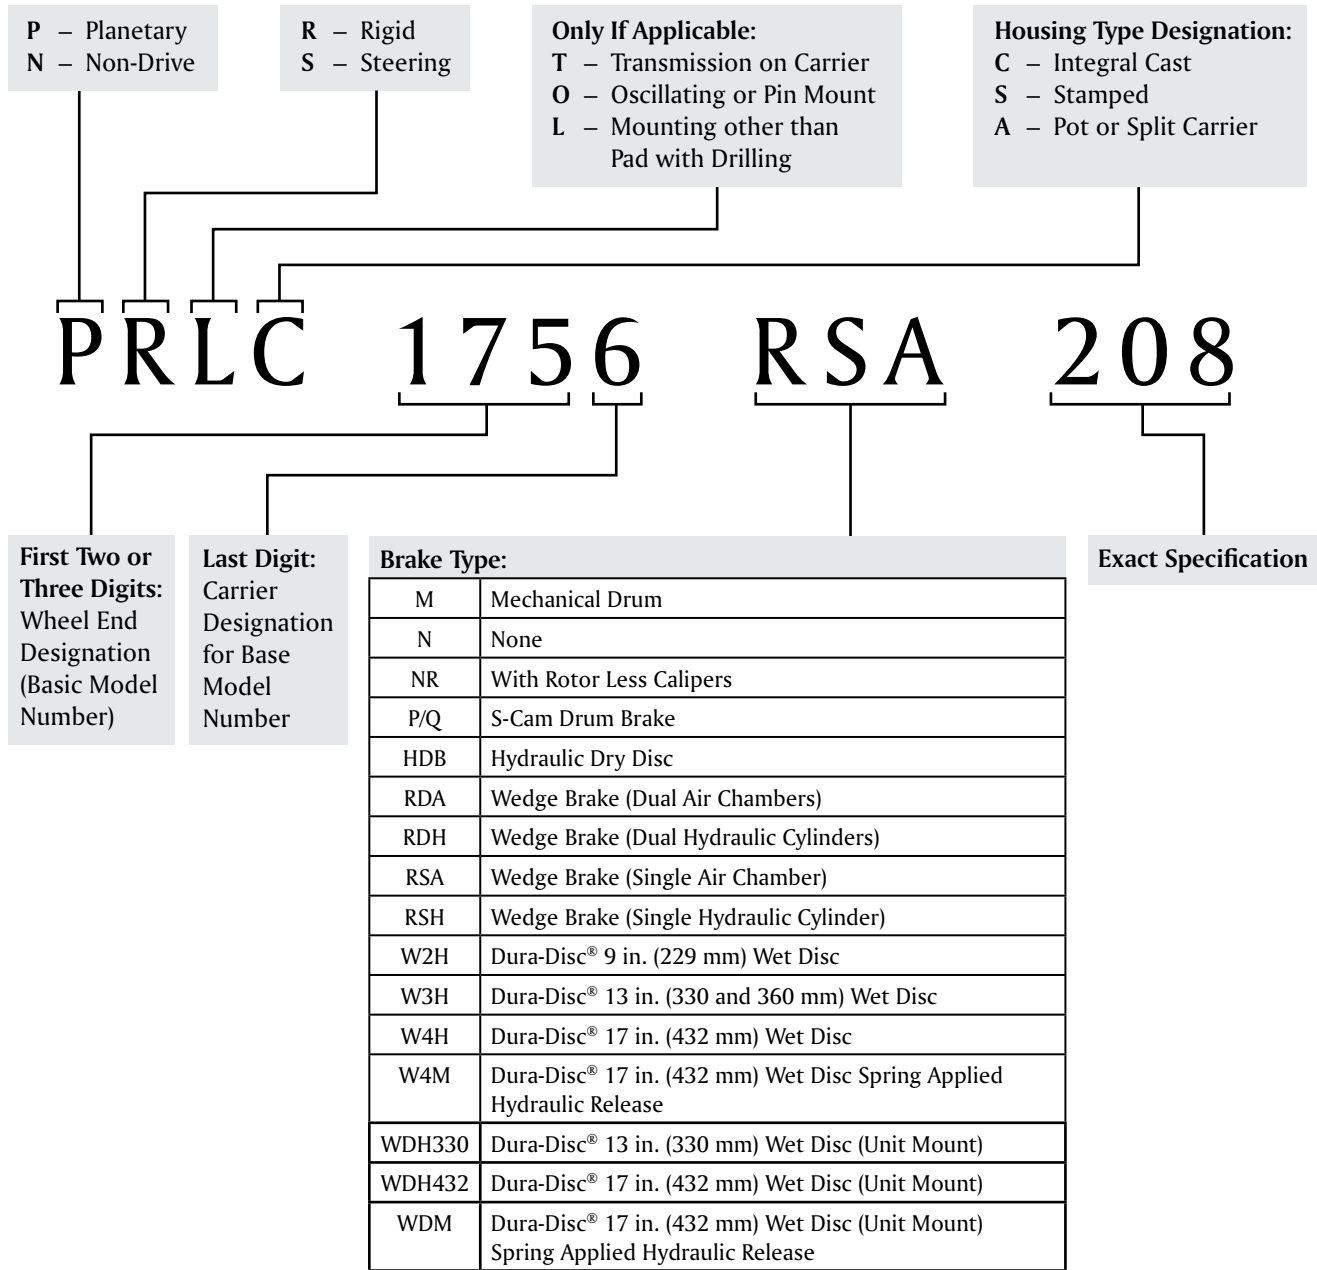 P – Planetary
N – Non-Drive
R – Rigid
S – Steering
Only If Applicable:
T – Transmission on Carrier
O – Oscillating or Pin Mount
L – Mounting other than
Pad with Drilling
Housing Type Designation:
C – Integral Cast
S – Stamped
A – Pot or Split Carrier
PRLC 1756 RSA 208
First Two or
Three Digits:
Wheel End
Designation
(Basic Model
Number)
Last Digit:
Carrier
Designation
for Base
Model
Number
Brake Type:
M Mechanical Drum
N None
NR With Rotor Less Calipers
P/Q S-Cam Drum Brake
HDB Hydraulic Dry Disc
RDA Wedge Brake (Dual Air Chambers)
RDH Wedge Brake (Dual Hydraulic Cylinders)
RSA Wedge Brake (Single Air Chamber)
RSH Wedge Brake (Single Hydraulic Cylinder)
W2H Dura-Disc® 9 in. (229 mm) Wet Disc
W3H Dura-Disc® 13 in. (330 and 360 mm) Wet Disc
W4H Dura-Disc® 17 in. (432 mm) Wet Disc
W4M Dura-Disc® 17 in. (432 mm) Wet Disc Spring Applied
Hydraulic Release
WDH330 Dura-Disc® 13 in. (330 mm) Wet Disc (Unit Mount)
WDH432 Dura-Disc® 17 in. (432 mm) Wet Disc (Unit Mount)
WDM Dura-Disc® 17 in. (432 mm) Wet Disc (Unit Mount)
Spring Applied Hydraulic Release
Exact Specification